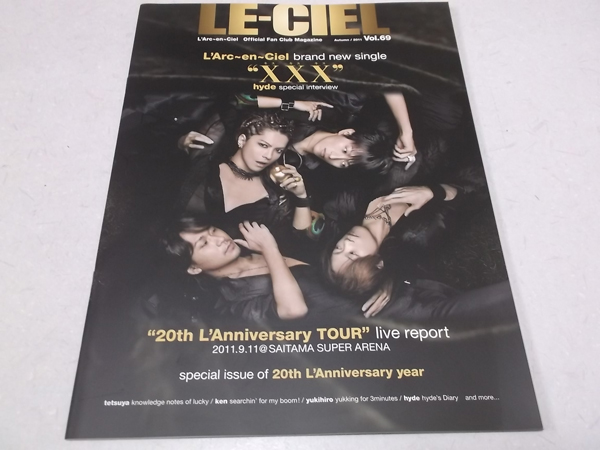 LE-CIEL
L'Arc~en~Ciel Official Fan Club Magazine Autumn / 2011 Vol.69
L'Arc~en~Ciel brand new single
"XXX"
hyde special interview
"20th L'Anniversary TOUR" live report
2011.9.11@SAITAMA SUPER ARENA
special issue of 20th L'Anniversary year
tetsuya knowledge notes of lucky / ken searchin' for my boom! / yukihiro yukking for 3minutes / hyde hyde's Diary and more...